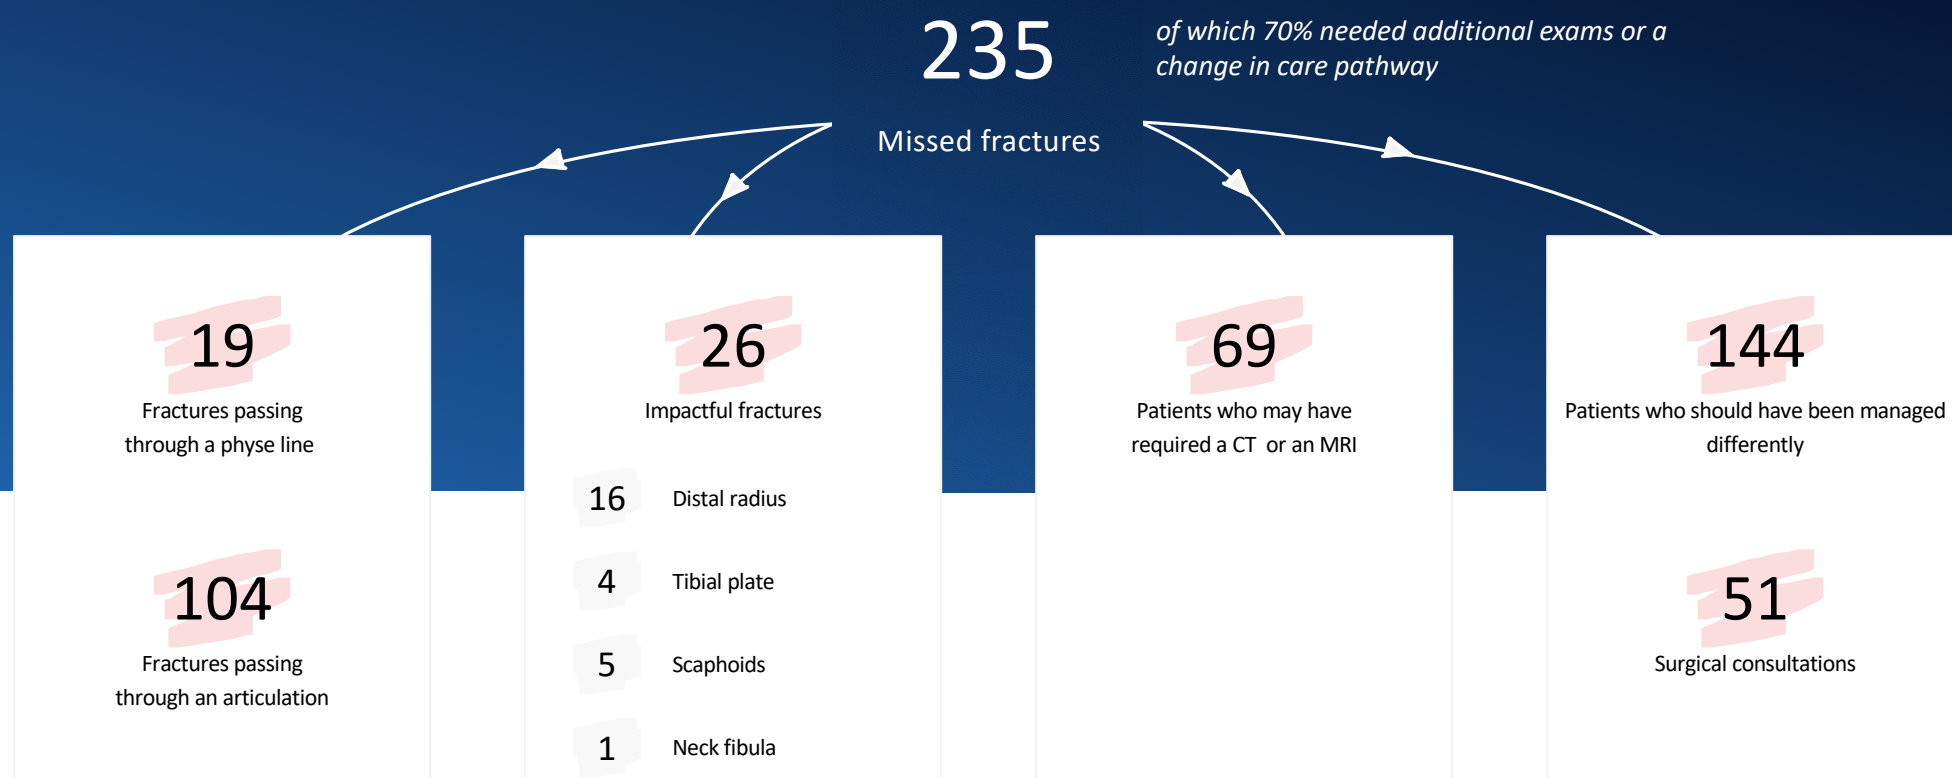 235
of which 70% needed additional exams or a
change in care pathway
Missed fractures
19
Fractures passing
through a physe line
104
Fractures passing
through an articulation
26
Impactful fractures
16 Distal radius
4 Tibial plate
5 Scaphoids
1 Neck fibula
69
Patients who may have
required a CT or an MRI
144
Patients who should have been managed
differently
51
Surgical consultations